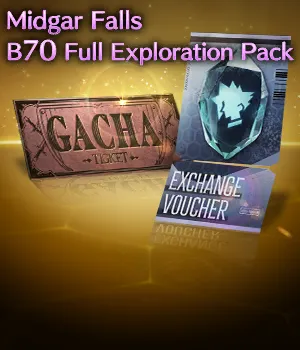 Midgar Falls
B70 Full Exploration Pack
GACHA
TICKET
EXCHANGE
VOUCHER